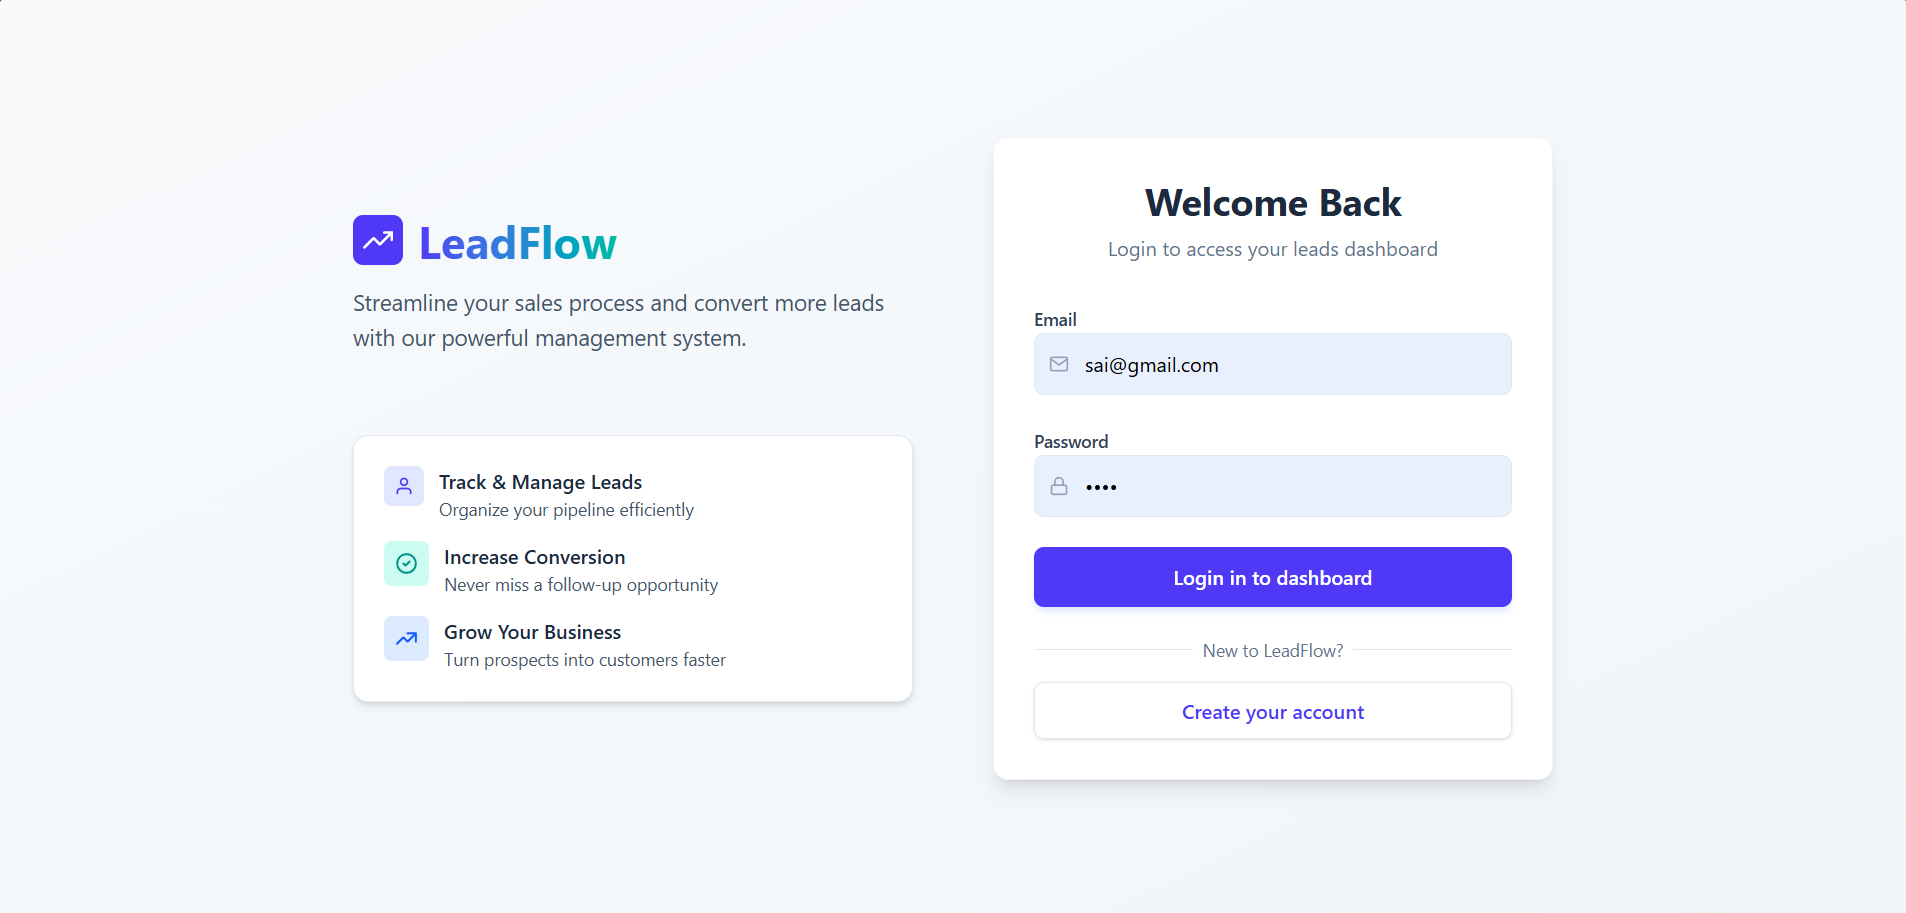 LeadFlow
Streamline your sales process and convert more leads
with our powerful management system.
Track & Manage Leads
Organize your pipeline efficiently
Increase Conversion
Never miss a follow-up opportunity
Grow Your Business
Turn prospects into customers faster
Welcome Back
Login to access your leads dashboard
Email
sai@gmail.com
Password
••••
Login in to dashboard
New to LeadFlow?
Create your account